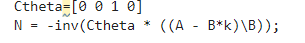 Ctheta=[0 0 1 0]
N = -inv(Ctheta * ((A - B*k)\B));